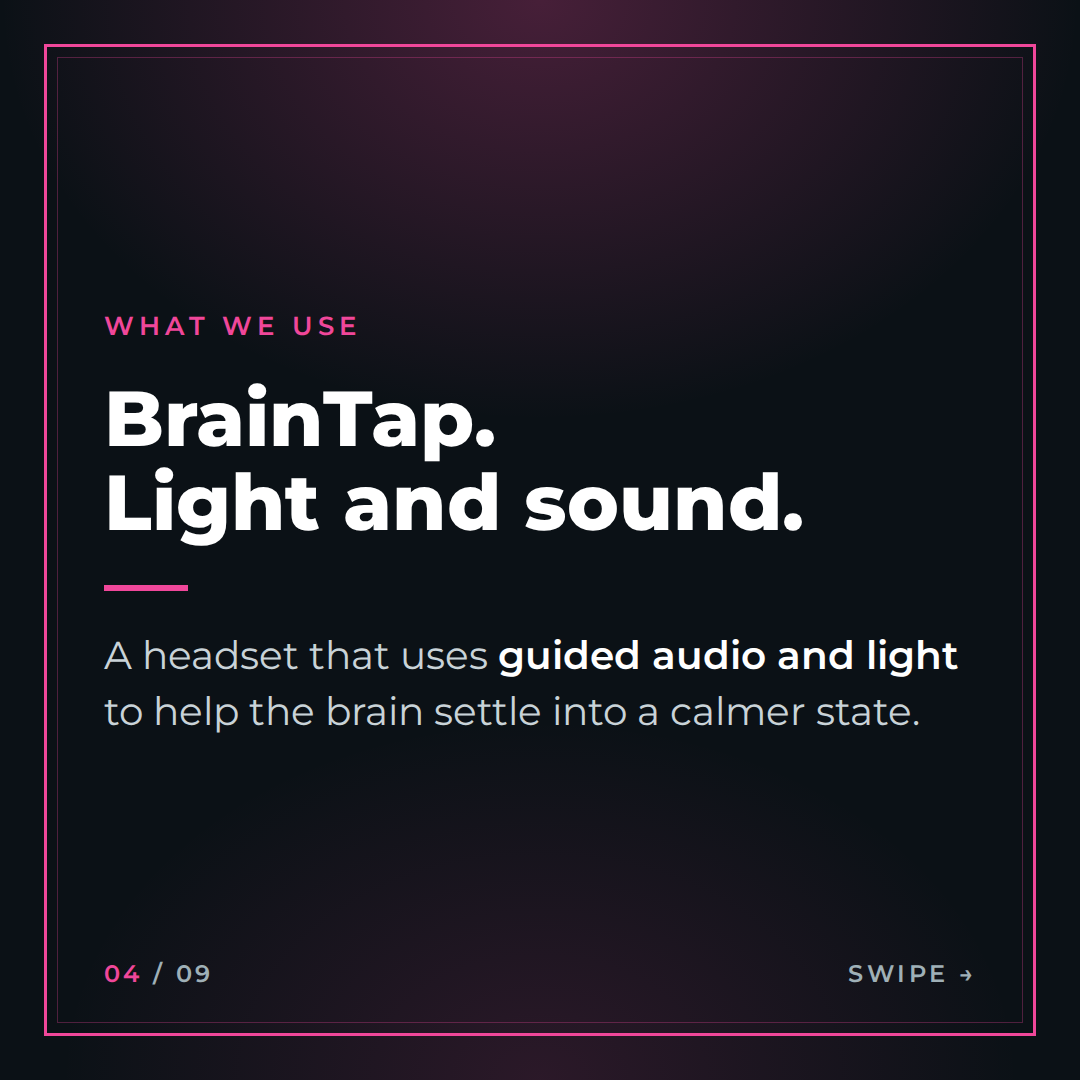 WHAT WE USE
BrainTap.
Light and sound.
A headset that uses guided audio and light
to help the brain settle into a calmer state.
04 / 09
SWIPE →